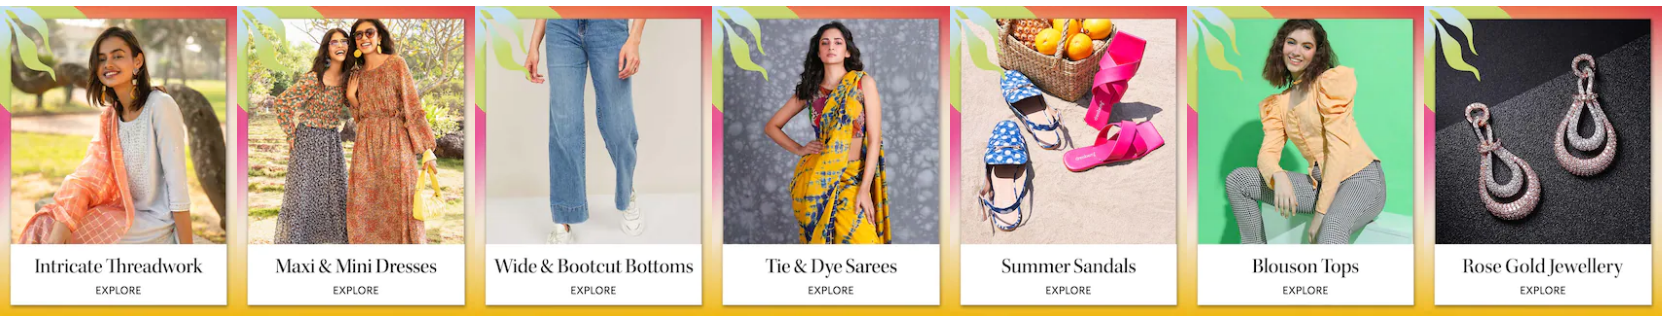 Intricate Threadwork
EXPLORE
Maxi & Mini Dresses
EXPLORE
Wide & Bootcut Bottoms
EXPLORE
Tie & Dye Sarees
EXPLORE
Summer Sandals
EXPLORE
Blouson Tops
EXPLORE
Rose Gold Jewellery
EXPLORE